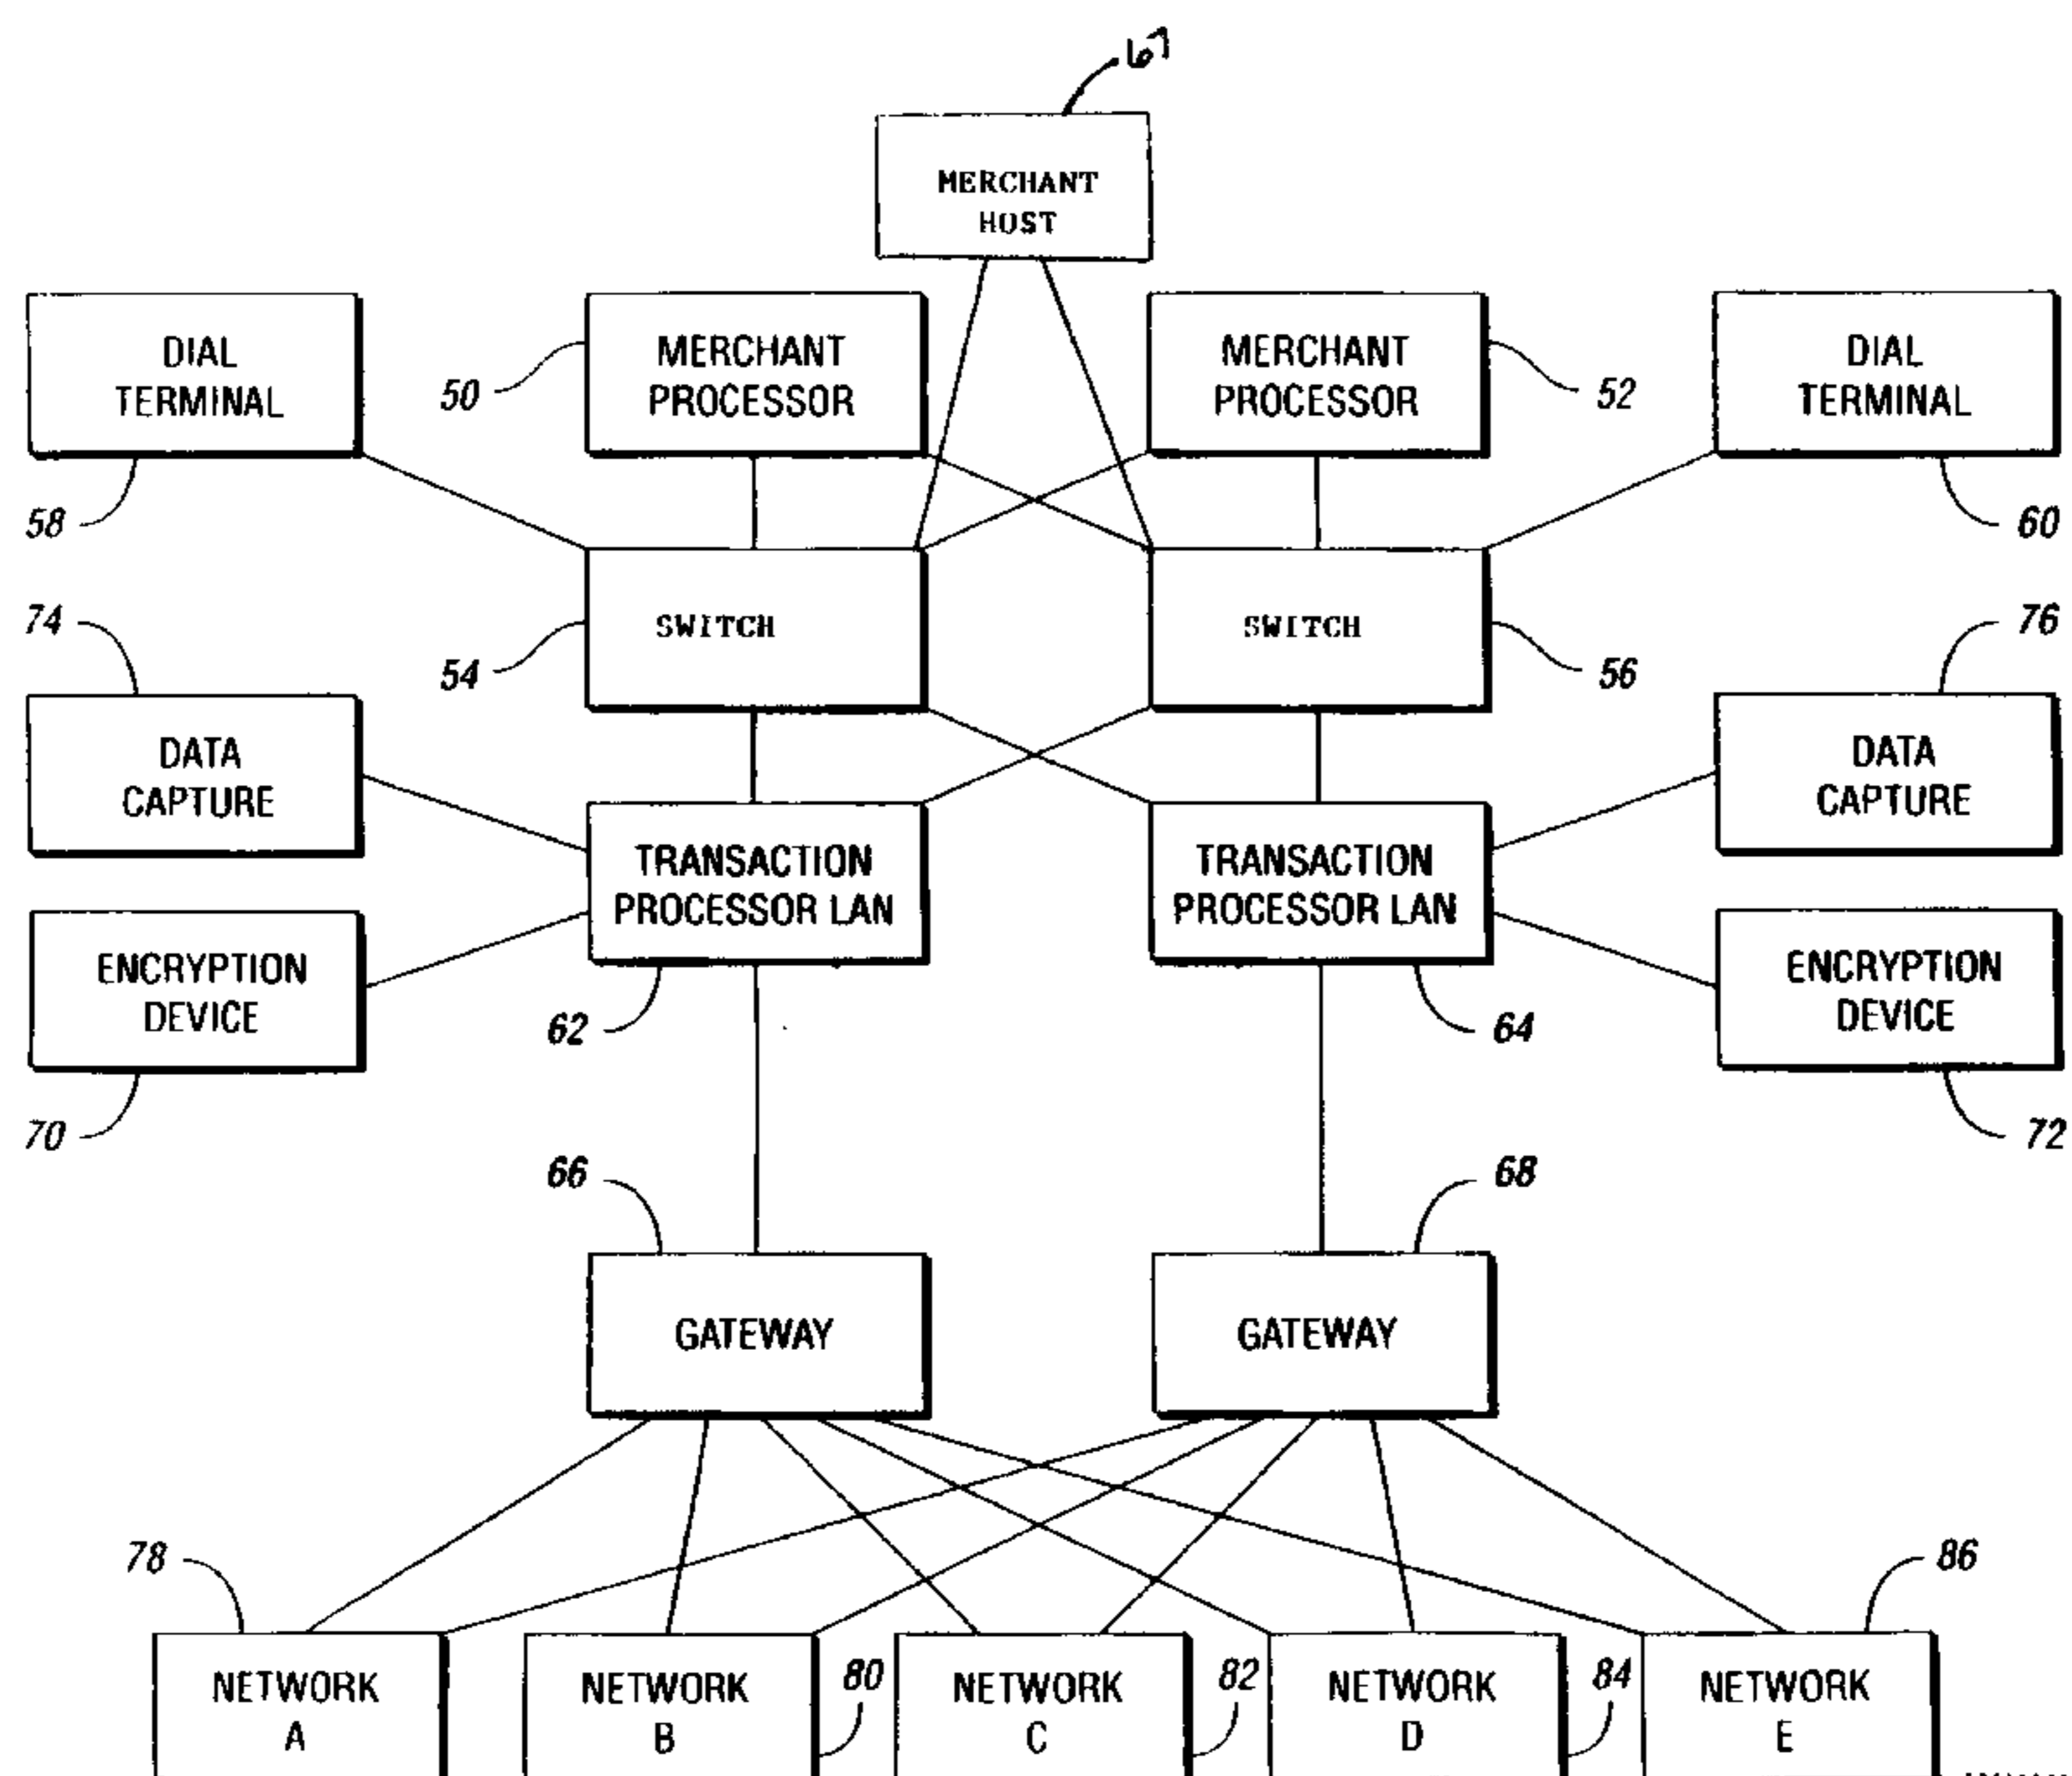 67
MERCHANT
HOST
DIAL
TERMINAL
50
MERCHANT
PROCESSOR
MERCHANT
PROCESSOR
52
DIAL
TERMINAL
58
60
74
54
SWITCH
SWITCH
56
76
DATA
CAPTURE
TRANSACTION
PROCESSOR LAN
TRANSACTION
PROCESSOR LAN
DATA
CAPTURE
ENCRYPTION
DEVICE
62
64
ENCRYPTION
DEVICE
70
72
66
68
GATEWAY
GATEWAY
78
86
NETWORK
A
NETWORK
B
80
NETWORK
C
82
NETWORK
D
84
NETWORK
E